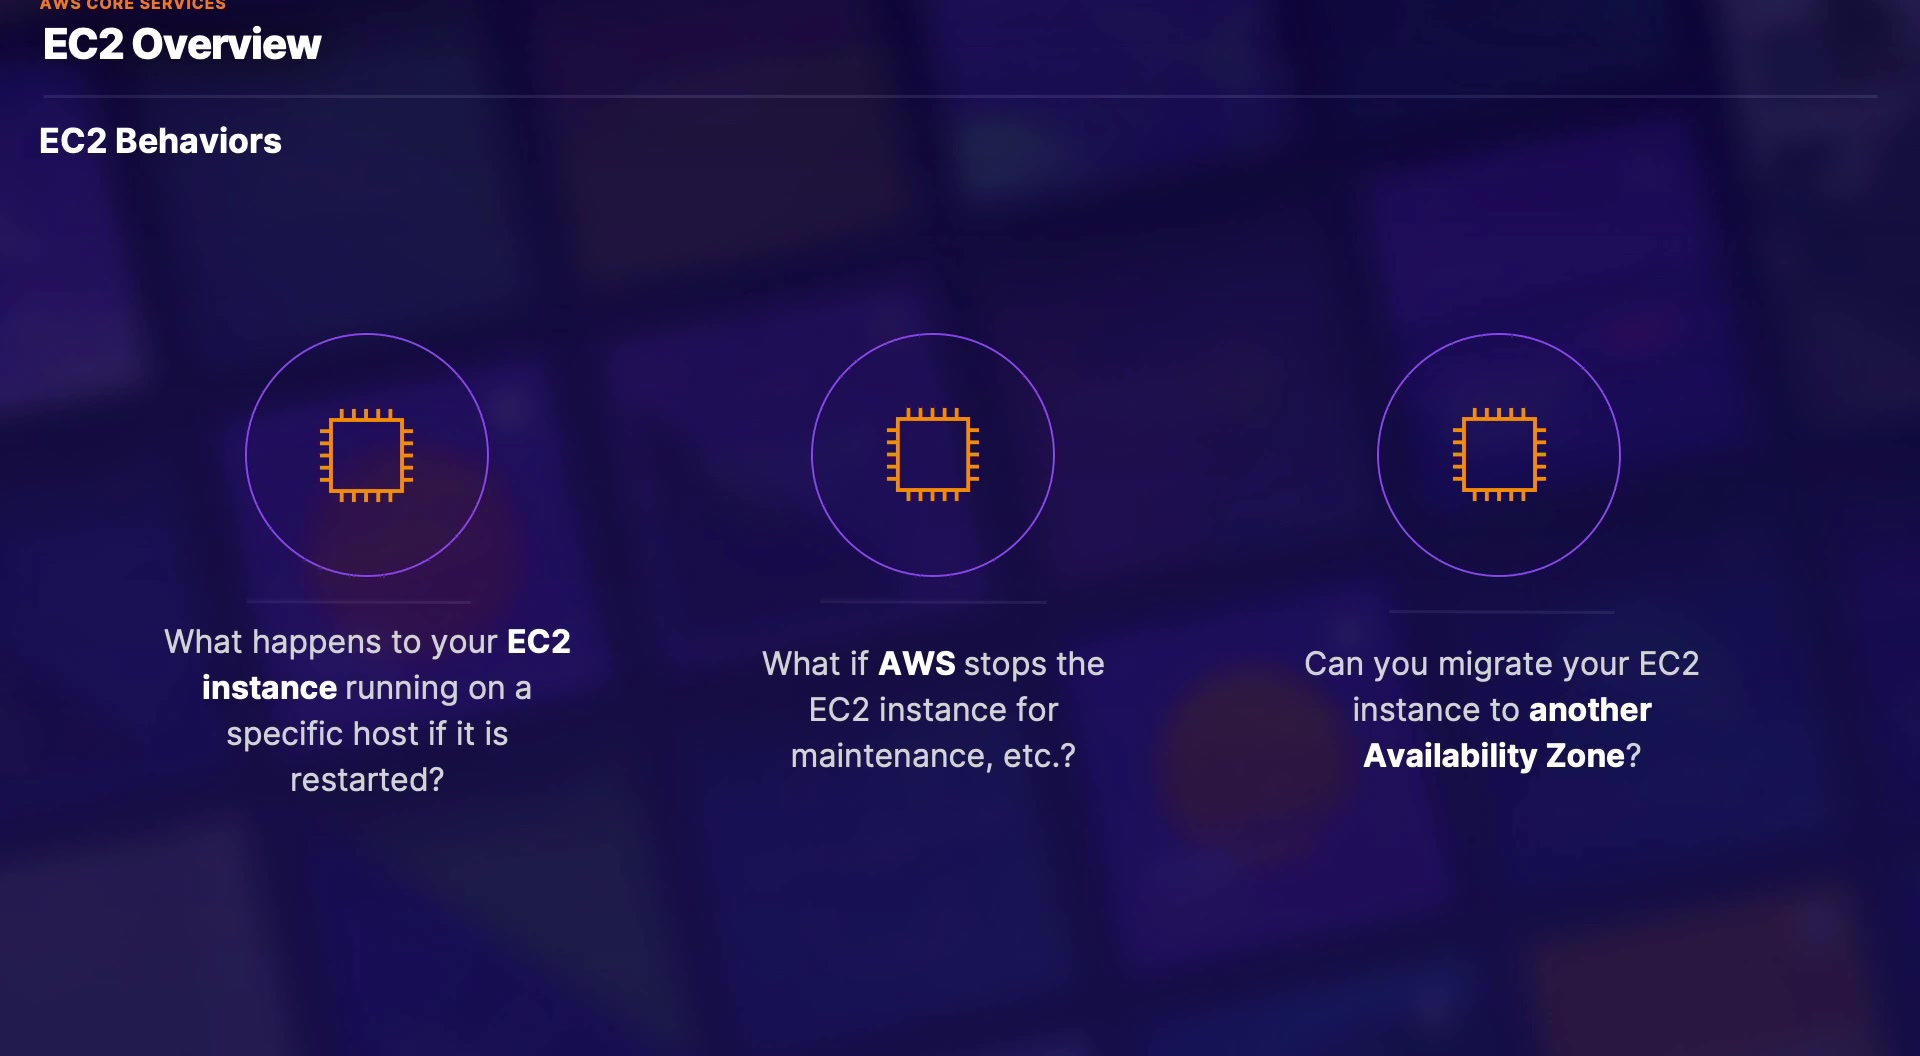 AWS CORE SERVICES
EC2 Overview
EC2 Behaviors
What happens to your EC2
instance running on a
specific host if it is
restarted?
What if AWS stops the
EC2 instance for
maintenance, etc.?
Can you migrate your EC2
instance to another
Availability Zone?